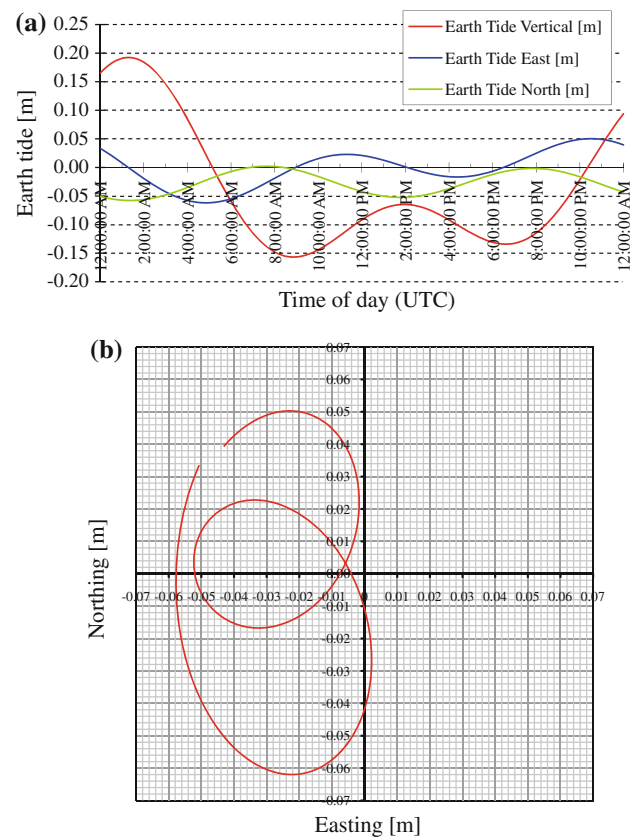 (a)
0.25
0.20
0.15
0.10
0.05
0.00
-0.05
-0.10
-0.15
-0.20
Earth tide [m]
Earth Tide Vertical [m]
Earth Tide East [m]
Earth Tide North [m]
12:00:00 AM
2:00:00 AM
4:00:00 AM
6:00:00 AM
8:00:00 AM
10:00:00 AM
12:00:00 PM
2:00:00 PM
4:00:00 PM
6:00:00 PM
8:00:00 PM
10:00:00 PM
12:00:00 AM
Time of day (UTC)
(b)
0.07
0.06
0.05
0.04
0.03
0.02
0.01
0.00
-0.01
-0.02
-0.03
-0.04
-0.05
-0.06
-0.07
Northing [m]
-0.07 -0.06 -0.05 -0.04 -0.03 -0.02 -0.01 0 0.01 0.02 0.03 0.04 0.05 0.06 0.07
Easting [m]